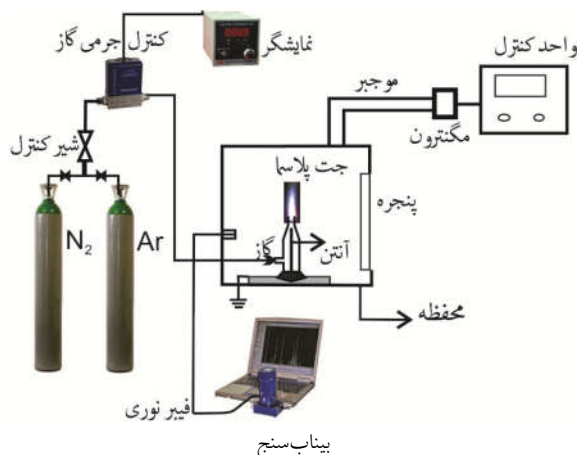 کنترل جرمی گاز
نمایشگر
واحد کنترل
موجبر
مگنترون
شیر کنترل
جت پلاسما
پنجره
N₂
Ar
گاز
آنتن
محفظه
فیبر نوری
بیناب‌سنج